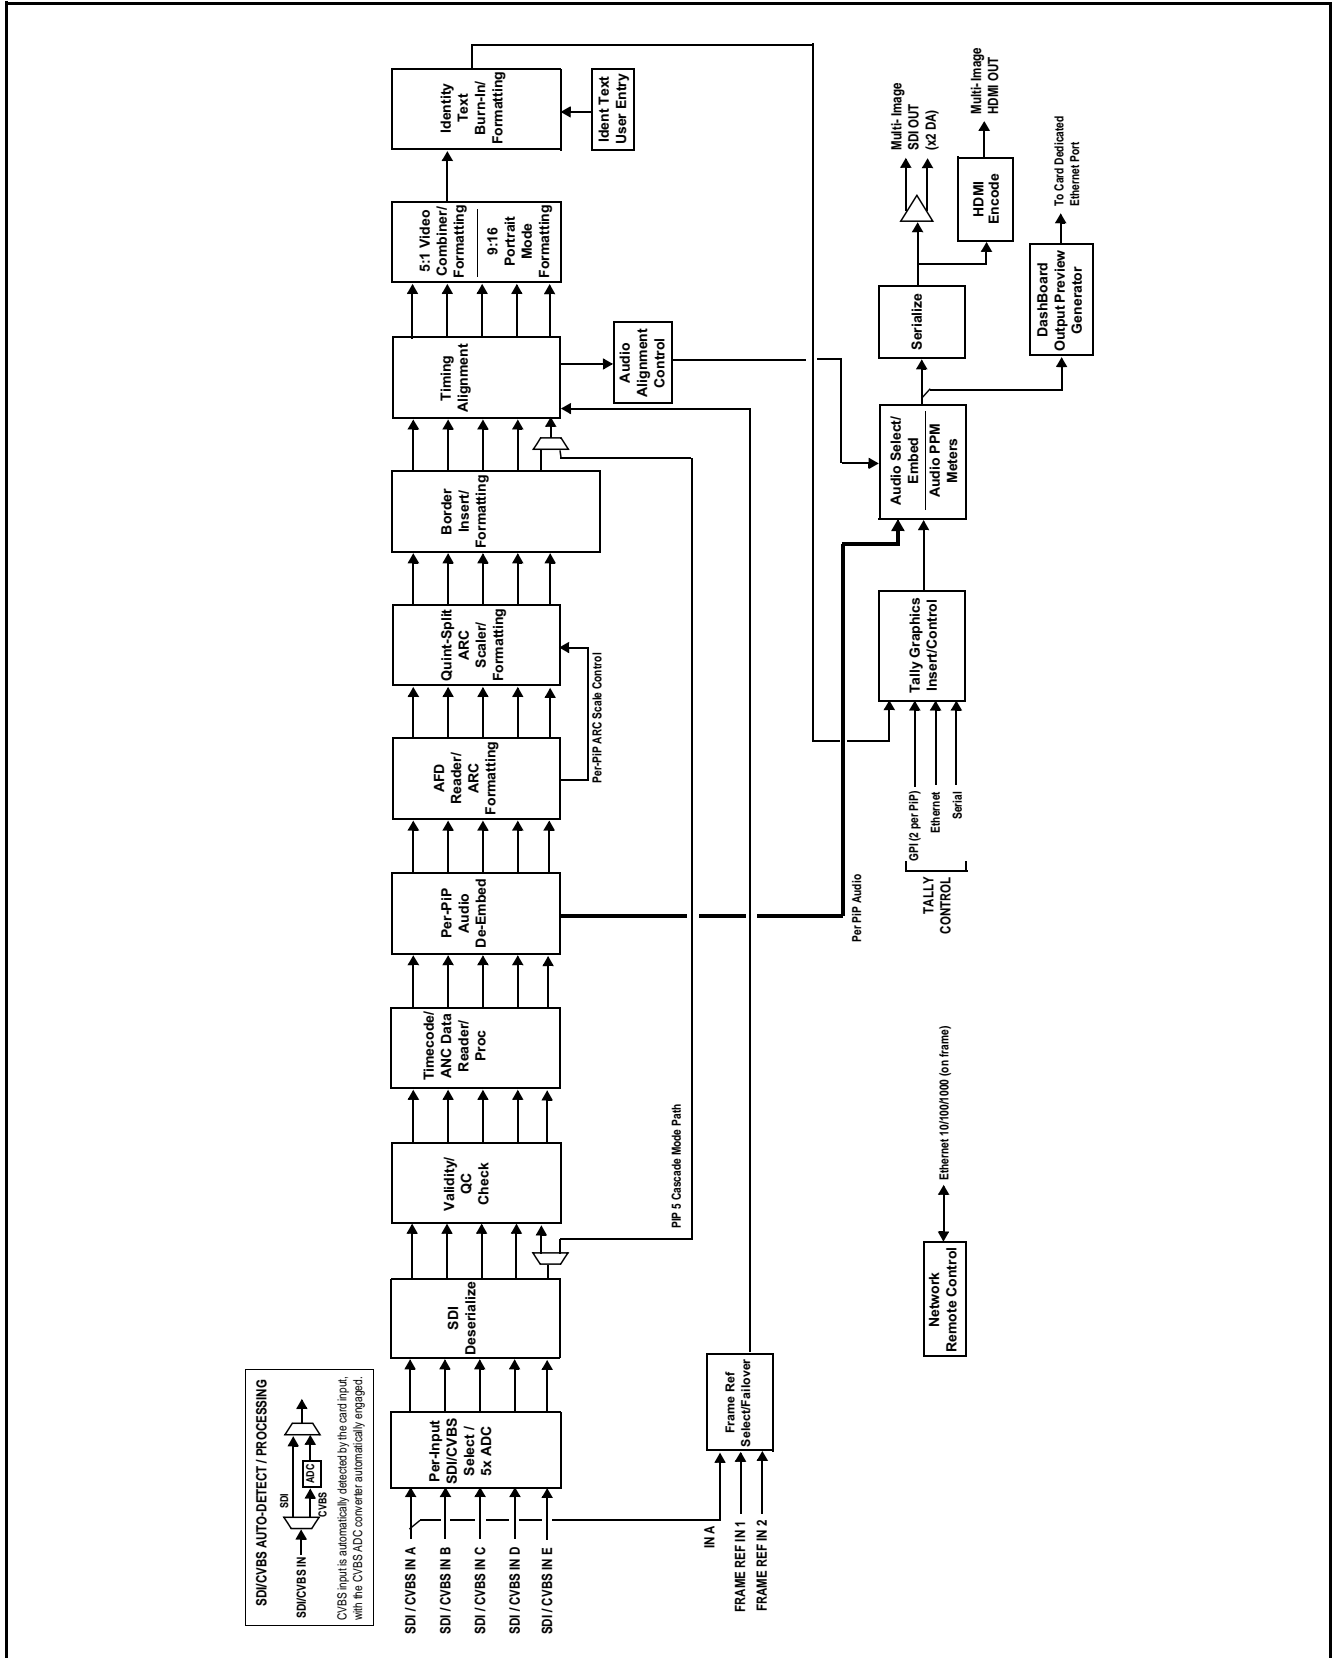 SDI/CVBS AUTO-DETECT / PROCESSING
SDI/CVBS IN
SDI
CVBS
ADC
CVBS input is automatically detected by the card input,
with the CVBS ADC converter automatically engaged.
SDI / CVBS IN A
SDI / CVBS IN B
SDI / CVBS IN C
SDI / CVBS IN D
SDI / CVBS IN E
Per-Input
SDI/CVBS
Select /
5x ADC
SDI
Deserialize
Validity/
QC
Check
Timecode/
ANC Data
Reader/
Proc
Per-PiP
Audio
De-Embed
AFD
Reader/
ARC
Formatting
Per-PiP ARC Scale Control
Quint-Split
ARC
Scaler/
Formatting
Border
Insert/
Formatting
Timing
Alignment
5:1 Video
Combiner/
Formatting
9:16
Portrait
Mode
Formatting
Identity
Text
Burn-In/
Formatting
Ident Text
User Entry
Audio
Alignment
Control
PIP 5 Cascade Mode Path
IN A
FRAME REF IN 1
FRAME REF IN 2
Frame Ref
Select/Failover
Per PiP Audio
TALLY
CONTROL
GPI (2 per PiP)
Ethernet
Serial
Tally Graphics
Insert/Control
Audio Select/
Embed
Audio PPM
Meters
Serialize
Multi- Image
SDI OUT
(x2 DA)
HDMI
Encode
Multi-Image
HDMI OUT
DashBoard
Output Preview
Generator
To Card Dedicated
Ethernet Port
Network
Remote Control
Ethernet 10/100/1000 (on frame)